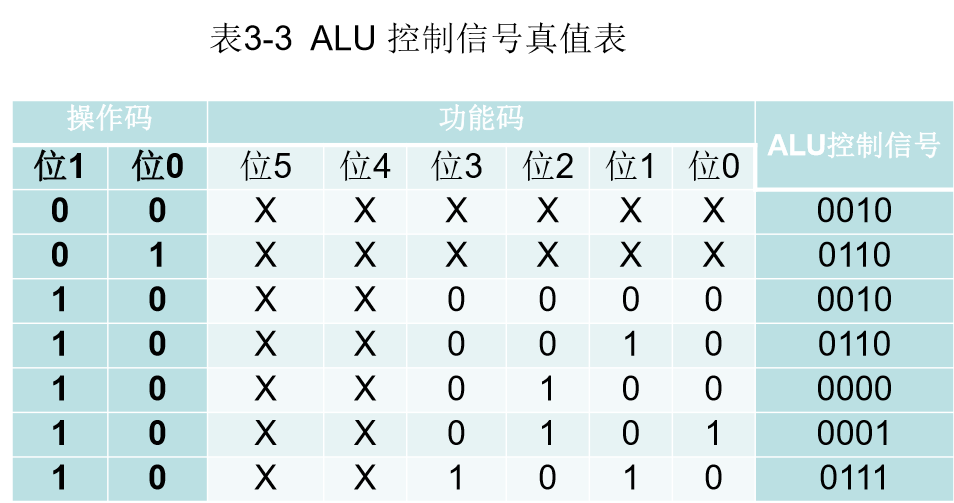 表3-3 ALU 控制信号真值表
操作码 功能码 ALU控制信号
位1 位0 位5 位4 位3 位2 位1 位0
0 0 X X X X X X 0010
0 1 X X X X X X 0110
1 0 X X 0 0 0 0 0010
1 0 X X 0 0 1 0 0110
1 0 X X 0 1 0 0 0000
1 0 X X 0 1 0 1 0001
1 0 X X 1 0 1 0 0111